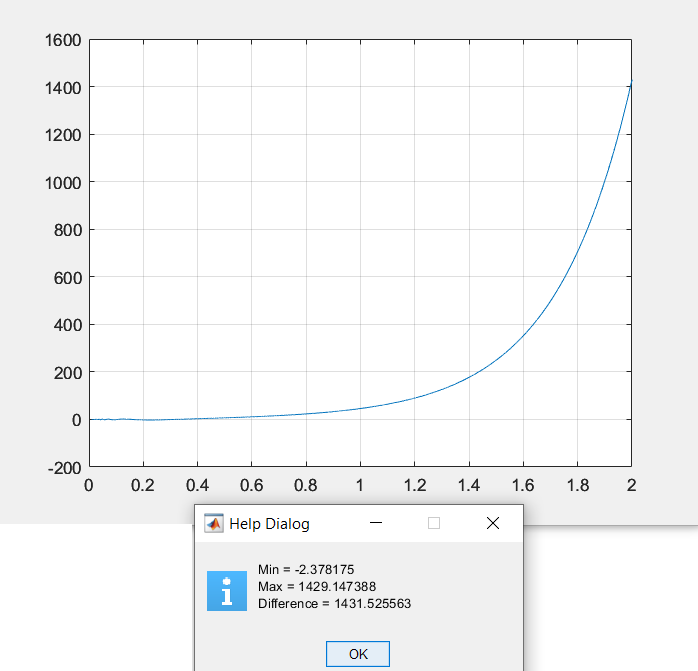 1600
1400
1200
1000
800
600
400
200
0
-200
0 0.2 0.4 0.6 0.8 1 1.2 1.4 1.6 1.8 2
Help Dialog
Min = -2.378175
Max = 1429.147388
Difference = 1431.525563
OK